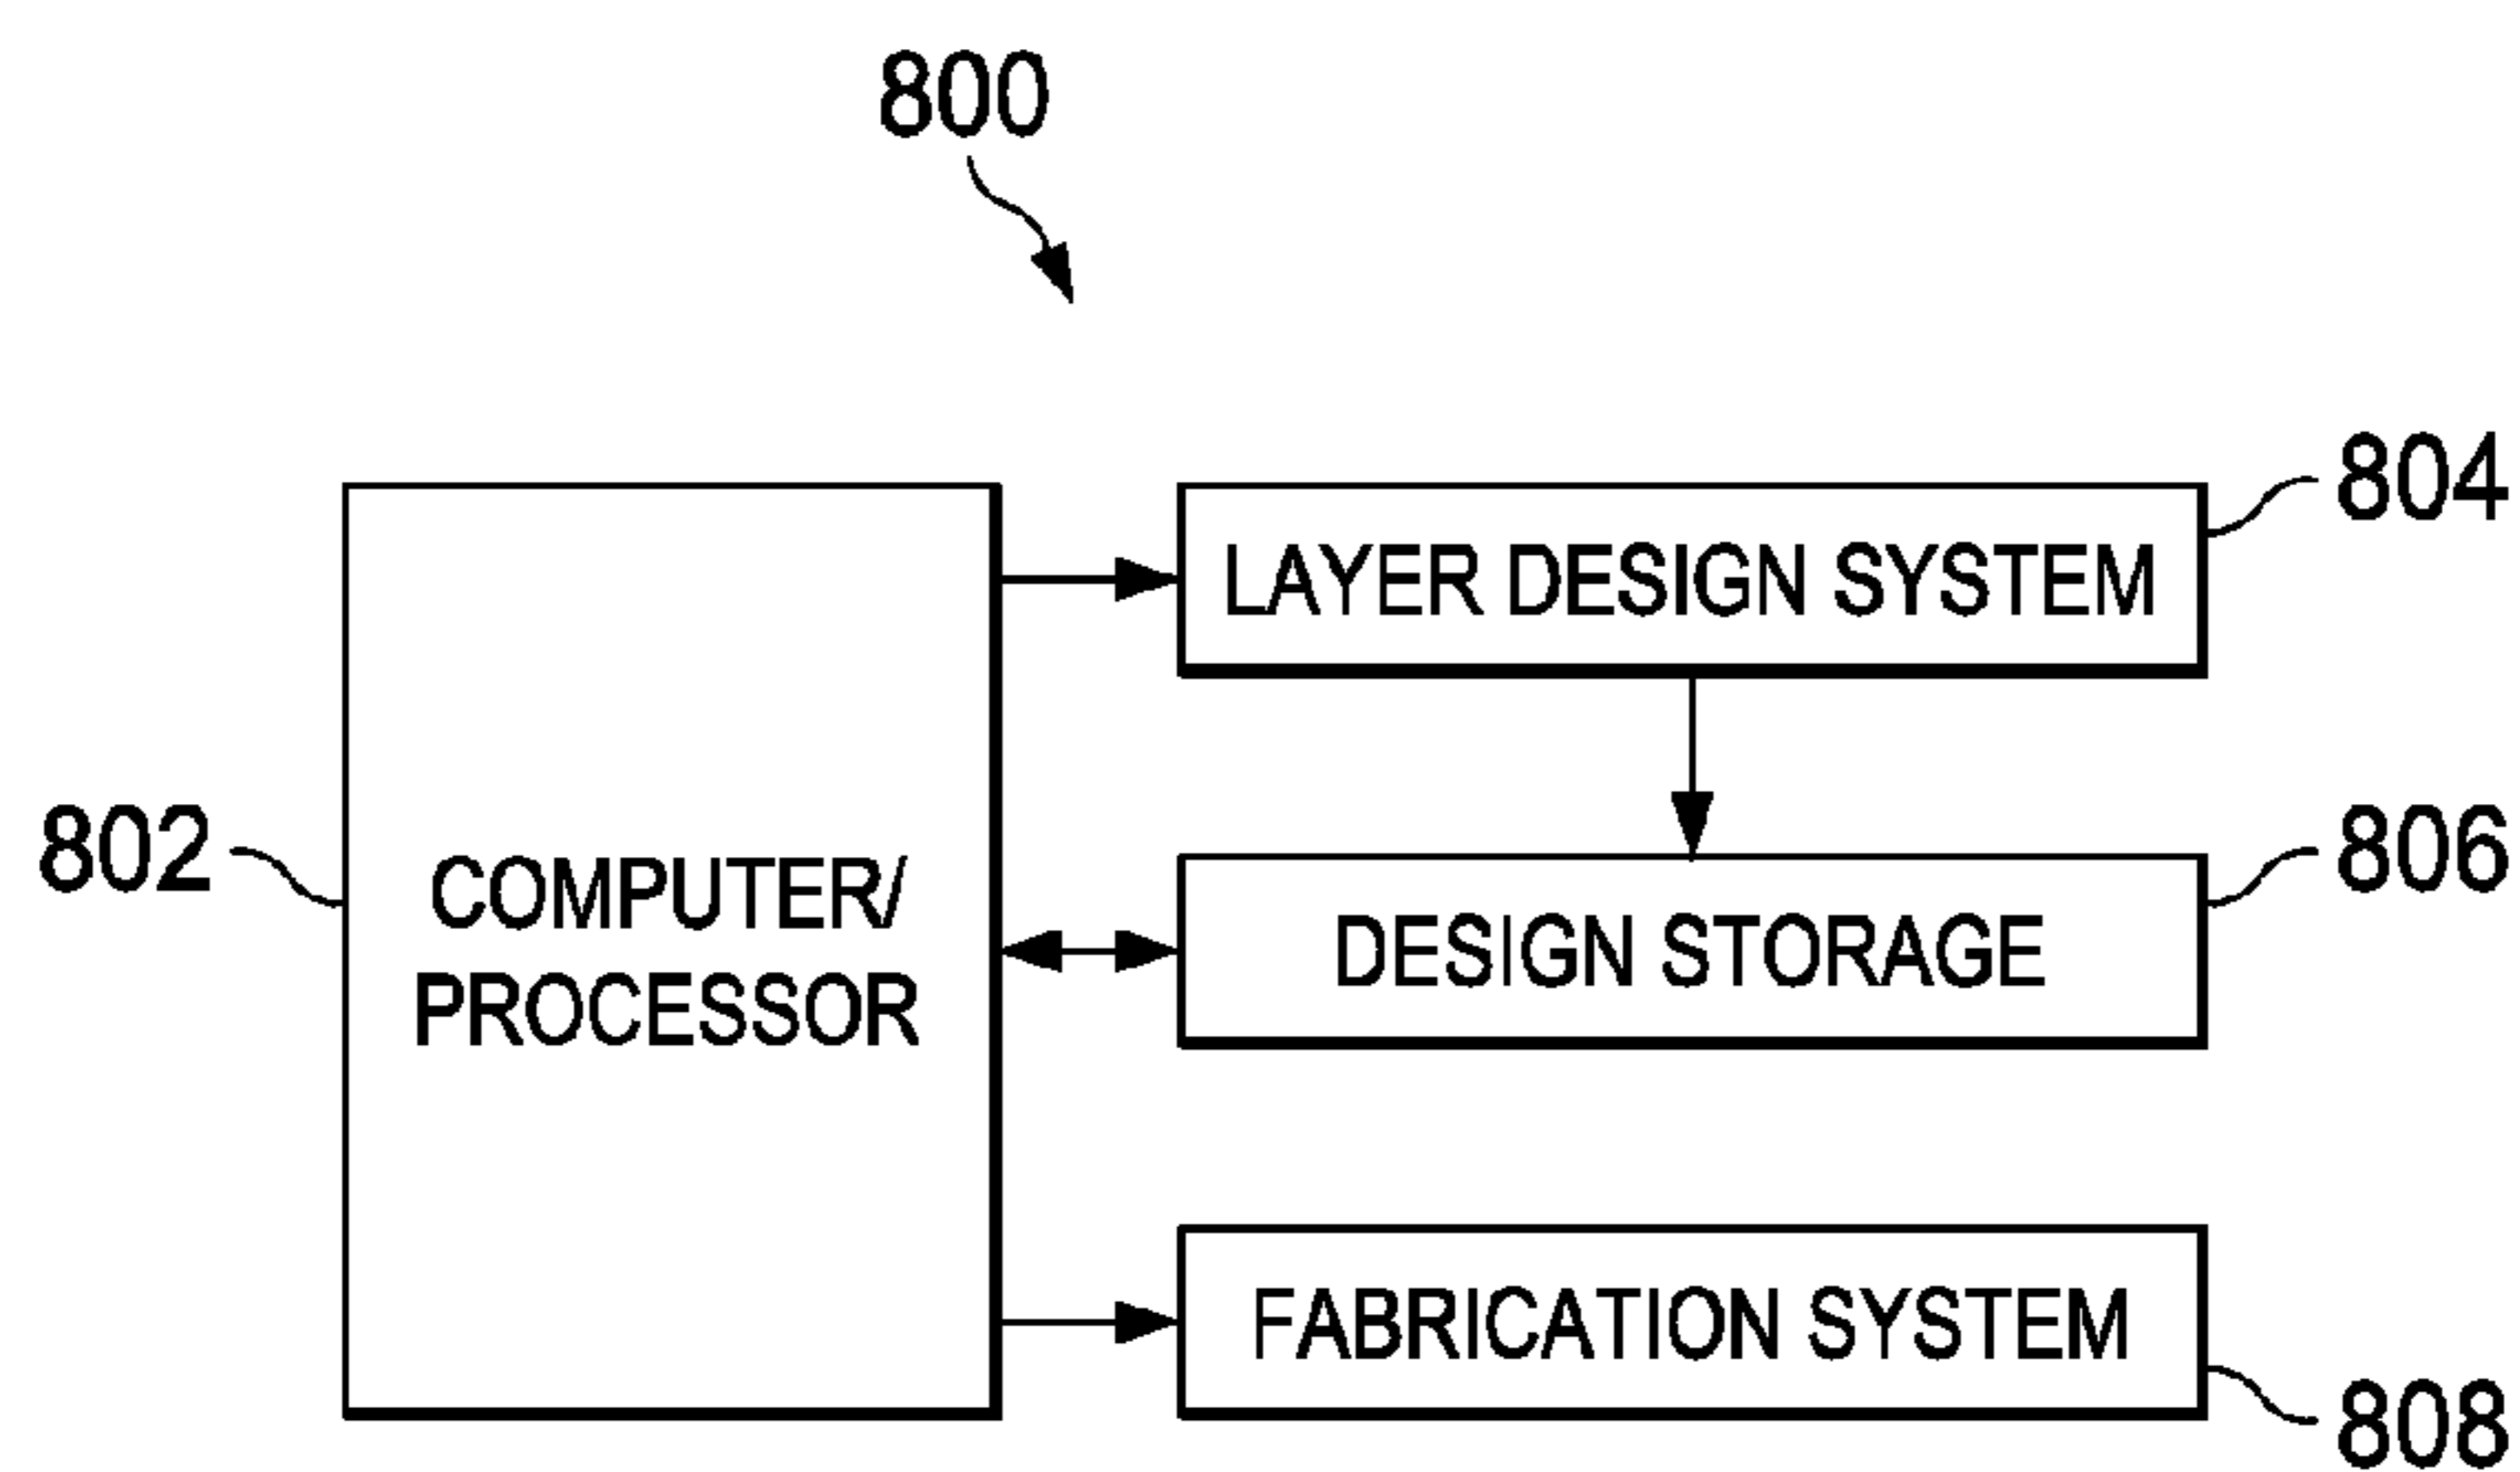 800
804
LAYER DESIGN SYSTEM
802
COMPUTER/
PROCESSOR
806
DESIGN STORAGE
FABRICATION SYSTEM
808